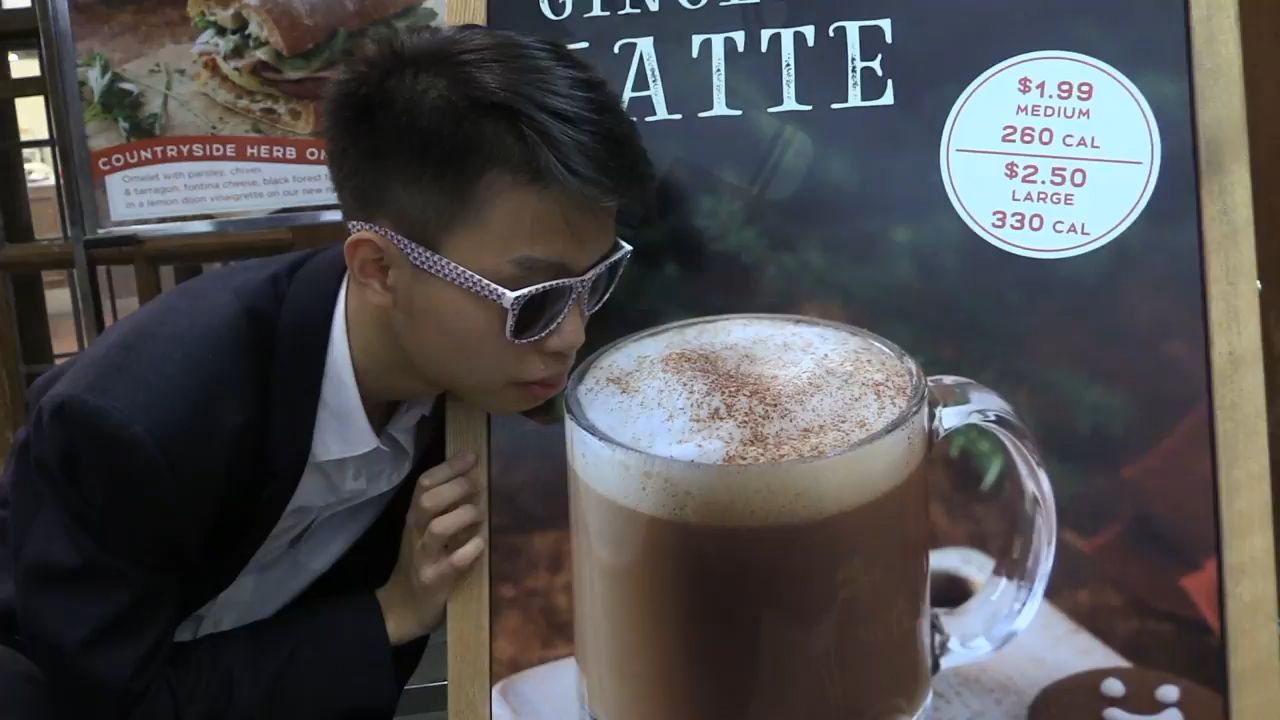 COUNTRYSIDE HERB
Omelet with parsley, chives
& tarragon, fontina cheese, black forest
in a lemon dijon vinaigrette on our new
LATTE
$1.99
MEDIUM
260 CAL
$2.50
LARGE
330 CAL